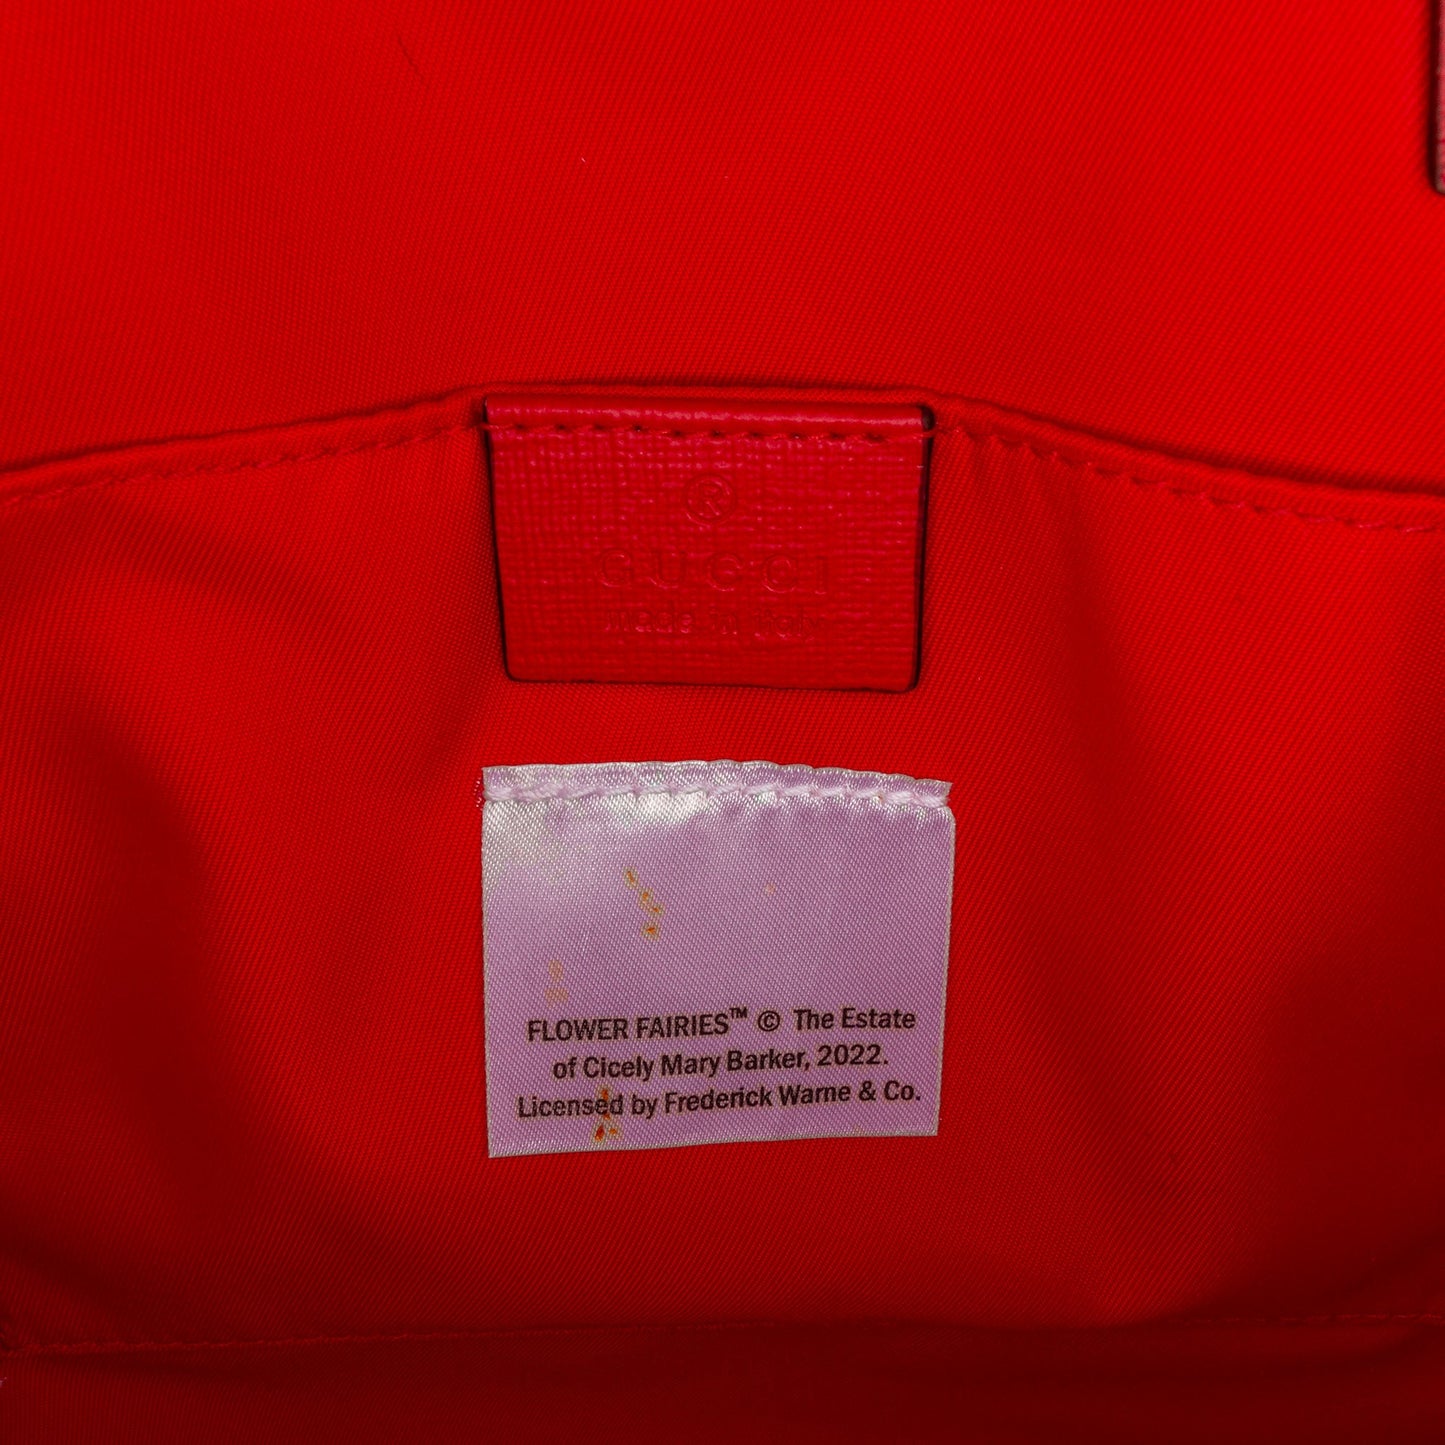 ®
GUCCI
made in italy
FLOWER FAIRIES™ © The Estate
of Cicely Mary Barker, 2022.
Licensed by Frederick Warne & Co.